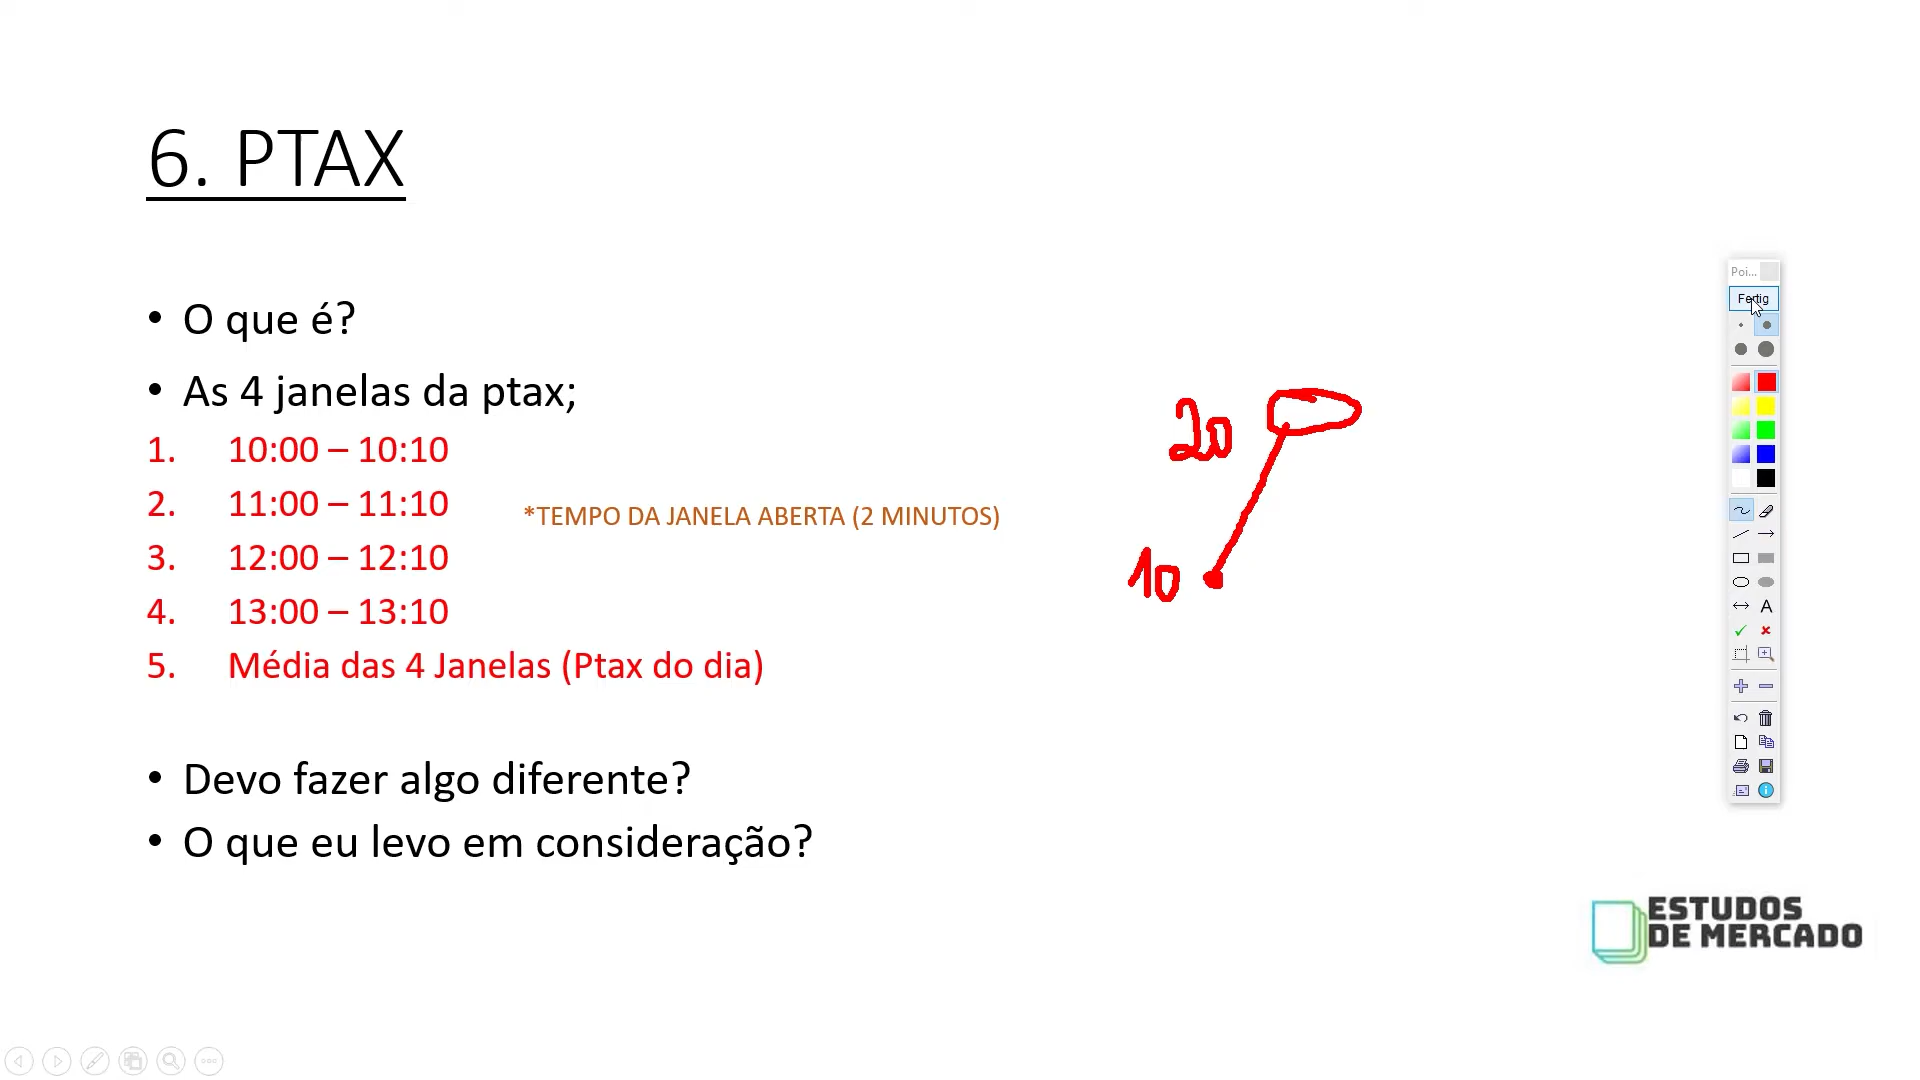 6. PTAX
• O que é?
• As 4 janelas da ptax;
1. 10:00 – 10:10
2. 11:00 – 11:10
*TEMPO DA JANELA ABERTA (2 MINUTOS)
3. 12:00 – 12:10
4. 13:00 – 13:10
5. Média das 4 Janelas (Ptax do dia)
• Devo fazer algo diferente?
• O que eu levo em consideração?
20
10
Poi...
Fertig
A
ESTUDOS
DE MERCADO